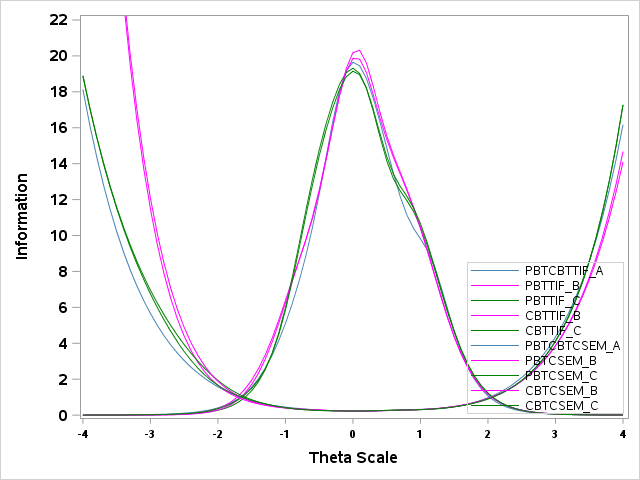 22
20
18
16
14
12
10
8
6
4
2
0
Information
-4 -3 -2 -1 0 1 2 3 4
Theta Scale
PBTCBTTIF_A
PBTTIF_B
PBTTIF_C
CBTTIF_B
CBTTIF_C
PBTCBTCSEM_A
PBTCSEM_B
PBTCSEM_C
CBTCSEM_B
CBTCSEM_C